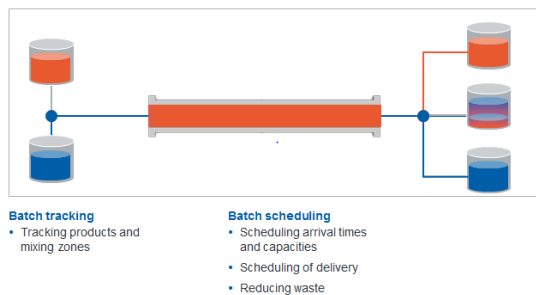 Batch tracking
• Tracking products and
mixing zones
Batch scheduling
• Scheduling arrival times
and capacities
• Scheduling of delivery
• Reducing waste